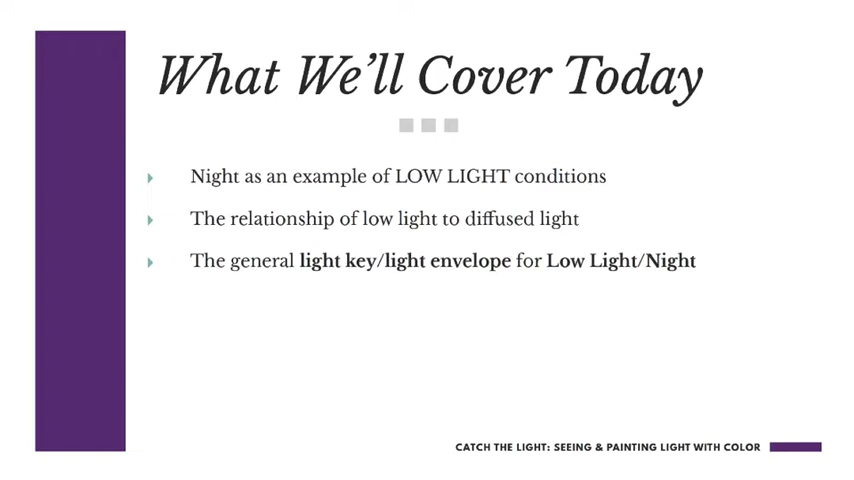 What We’ll Cover Today
Night as an example of LOW LIGHT conditions
The relationship of low light to diffused light
The general light key/light envelope for Low Light/Night
CATCH THE LIGHT: SEEING & PAINTING LIGHT WITH COLOR